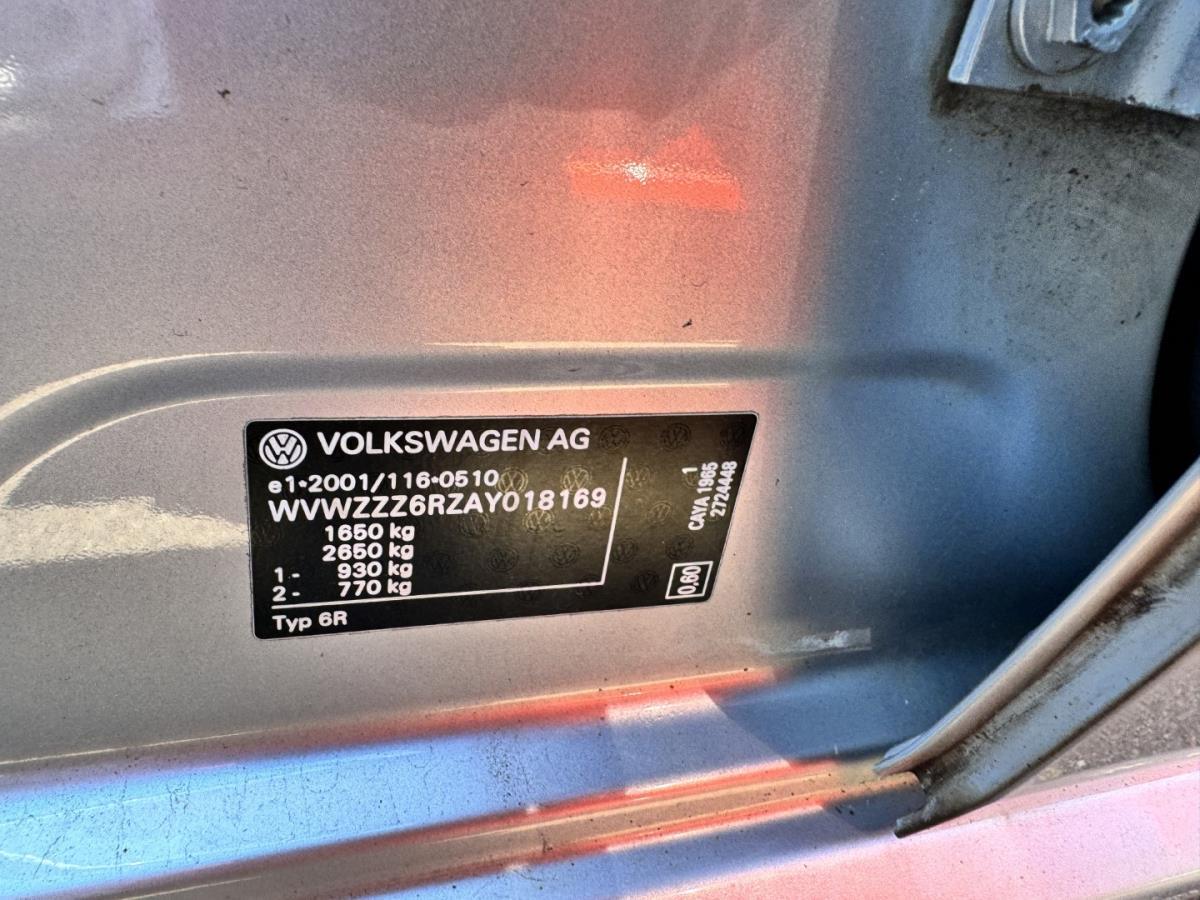 VOLKSWAGEN AG
e1*2001/116*0510
WVWZZZ6RZAY018169
1650 kg
2650 kg
1 - 930 kg
2 - 770 kg
Typ 6R
1
CAYA 1965
2724448
0,60